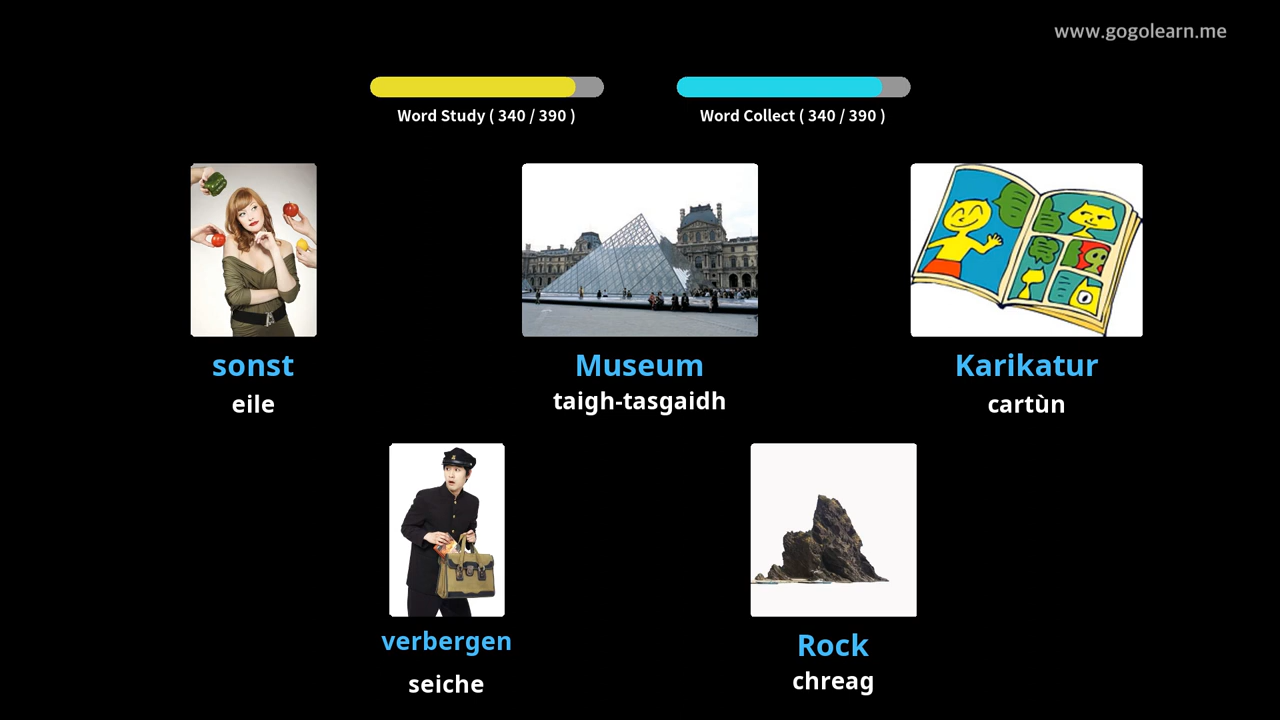 www.gogolearn.me
Word Study ( 340 / 390 )
Word Collect ( 340 / 390 )
sonst
eile
Museum
taigh-tasgaidh
Karikatur
cartùn
verbergen
seiche
Rock
chreag